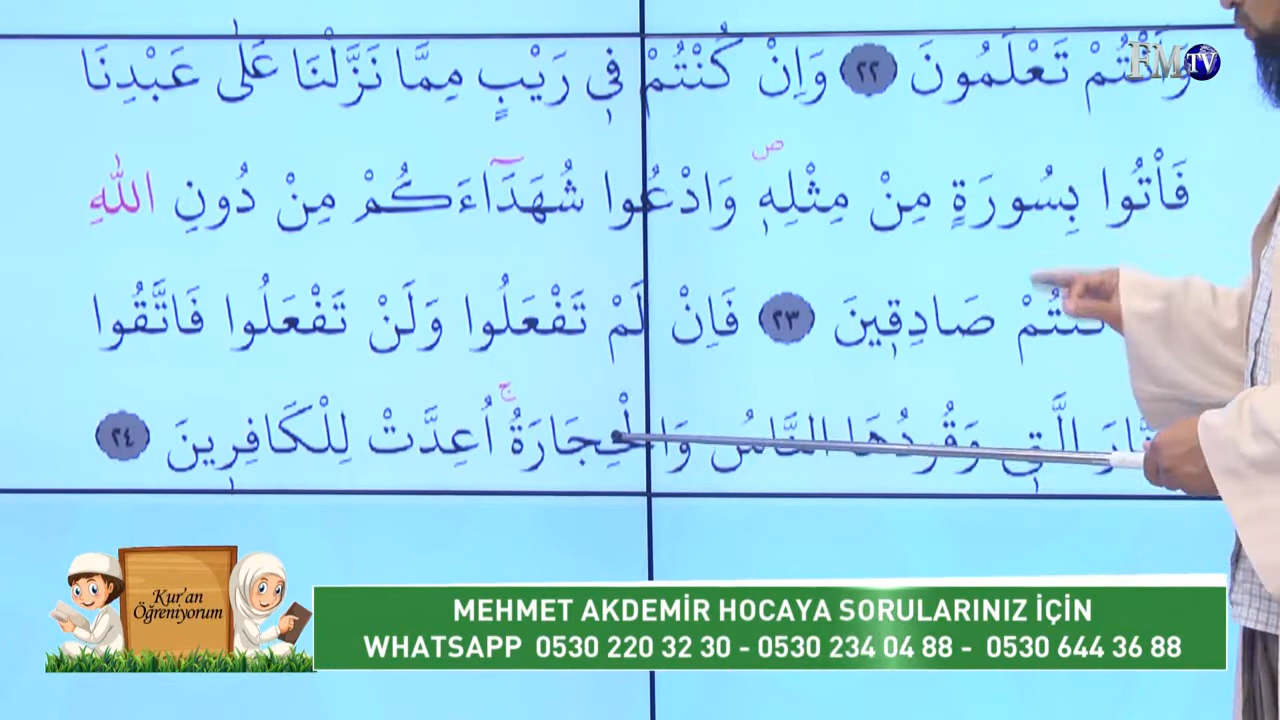 وَاَنْتُمْ تَعْلَمُونَ ﴿٢٢﴾ وَاِنْ كُنْتُمْ فٖي رَيْبٍ مِمَّا نَزَّلْنَا عَلٰى عَبْدِنَا
فَأْتُوا بِسُورَةٍ مِنْ مِثْلِهٖ ص وَادْعُوا شُهَدَٓاءَكُمْ مِنْ دُونِ اللّٰهِ
كُنْتُمْ صَادِقٖينَ ﴿٢٣﴾ فَاِنْ لَمْ تَفْعَلُوا وَلَنْ تَفْعَلُوا فَاتَّقُوا
الَّتٖي وَقُودُهَا النَّاسُ وَالْحِجَارَةُ ج اُعِدَّتْ لِلْكَافِرٖينَ ﴿٢٤﴾
FM TV
Kur'an
Öğreniyorum
MEHMET AKDEMİR HOCAYA SORULARINIZ İÇİN
WHATSAPP 0530 220 32 30 - 0530 234 04 88 - 0530 644 36 88